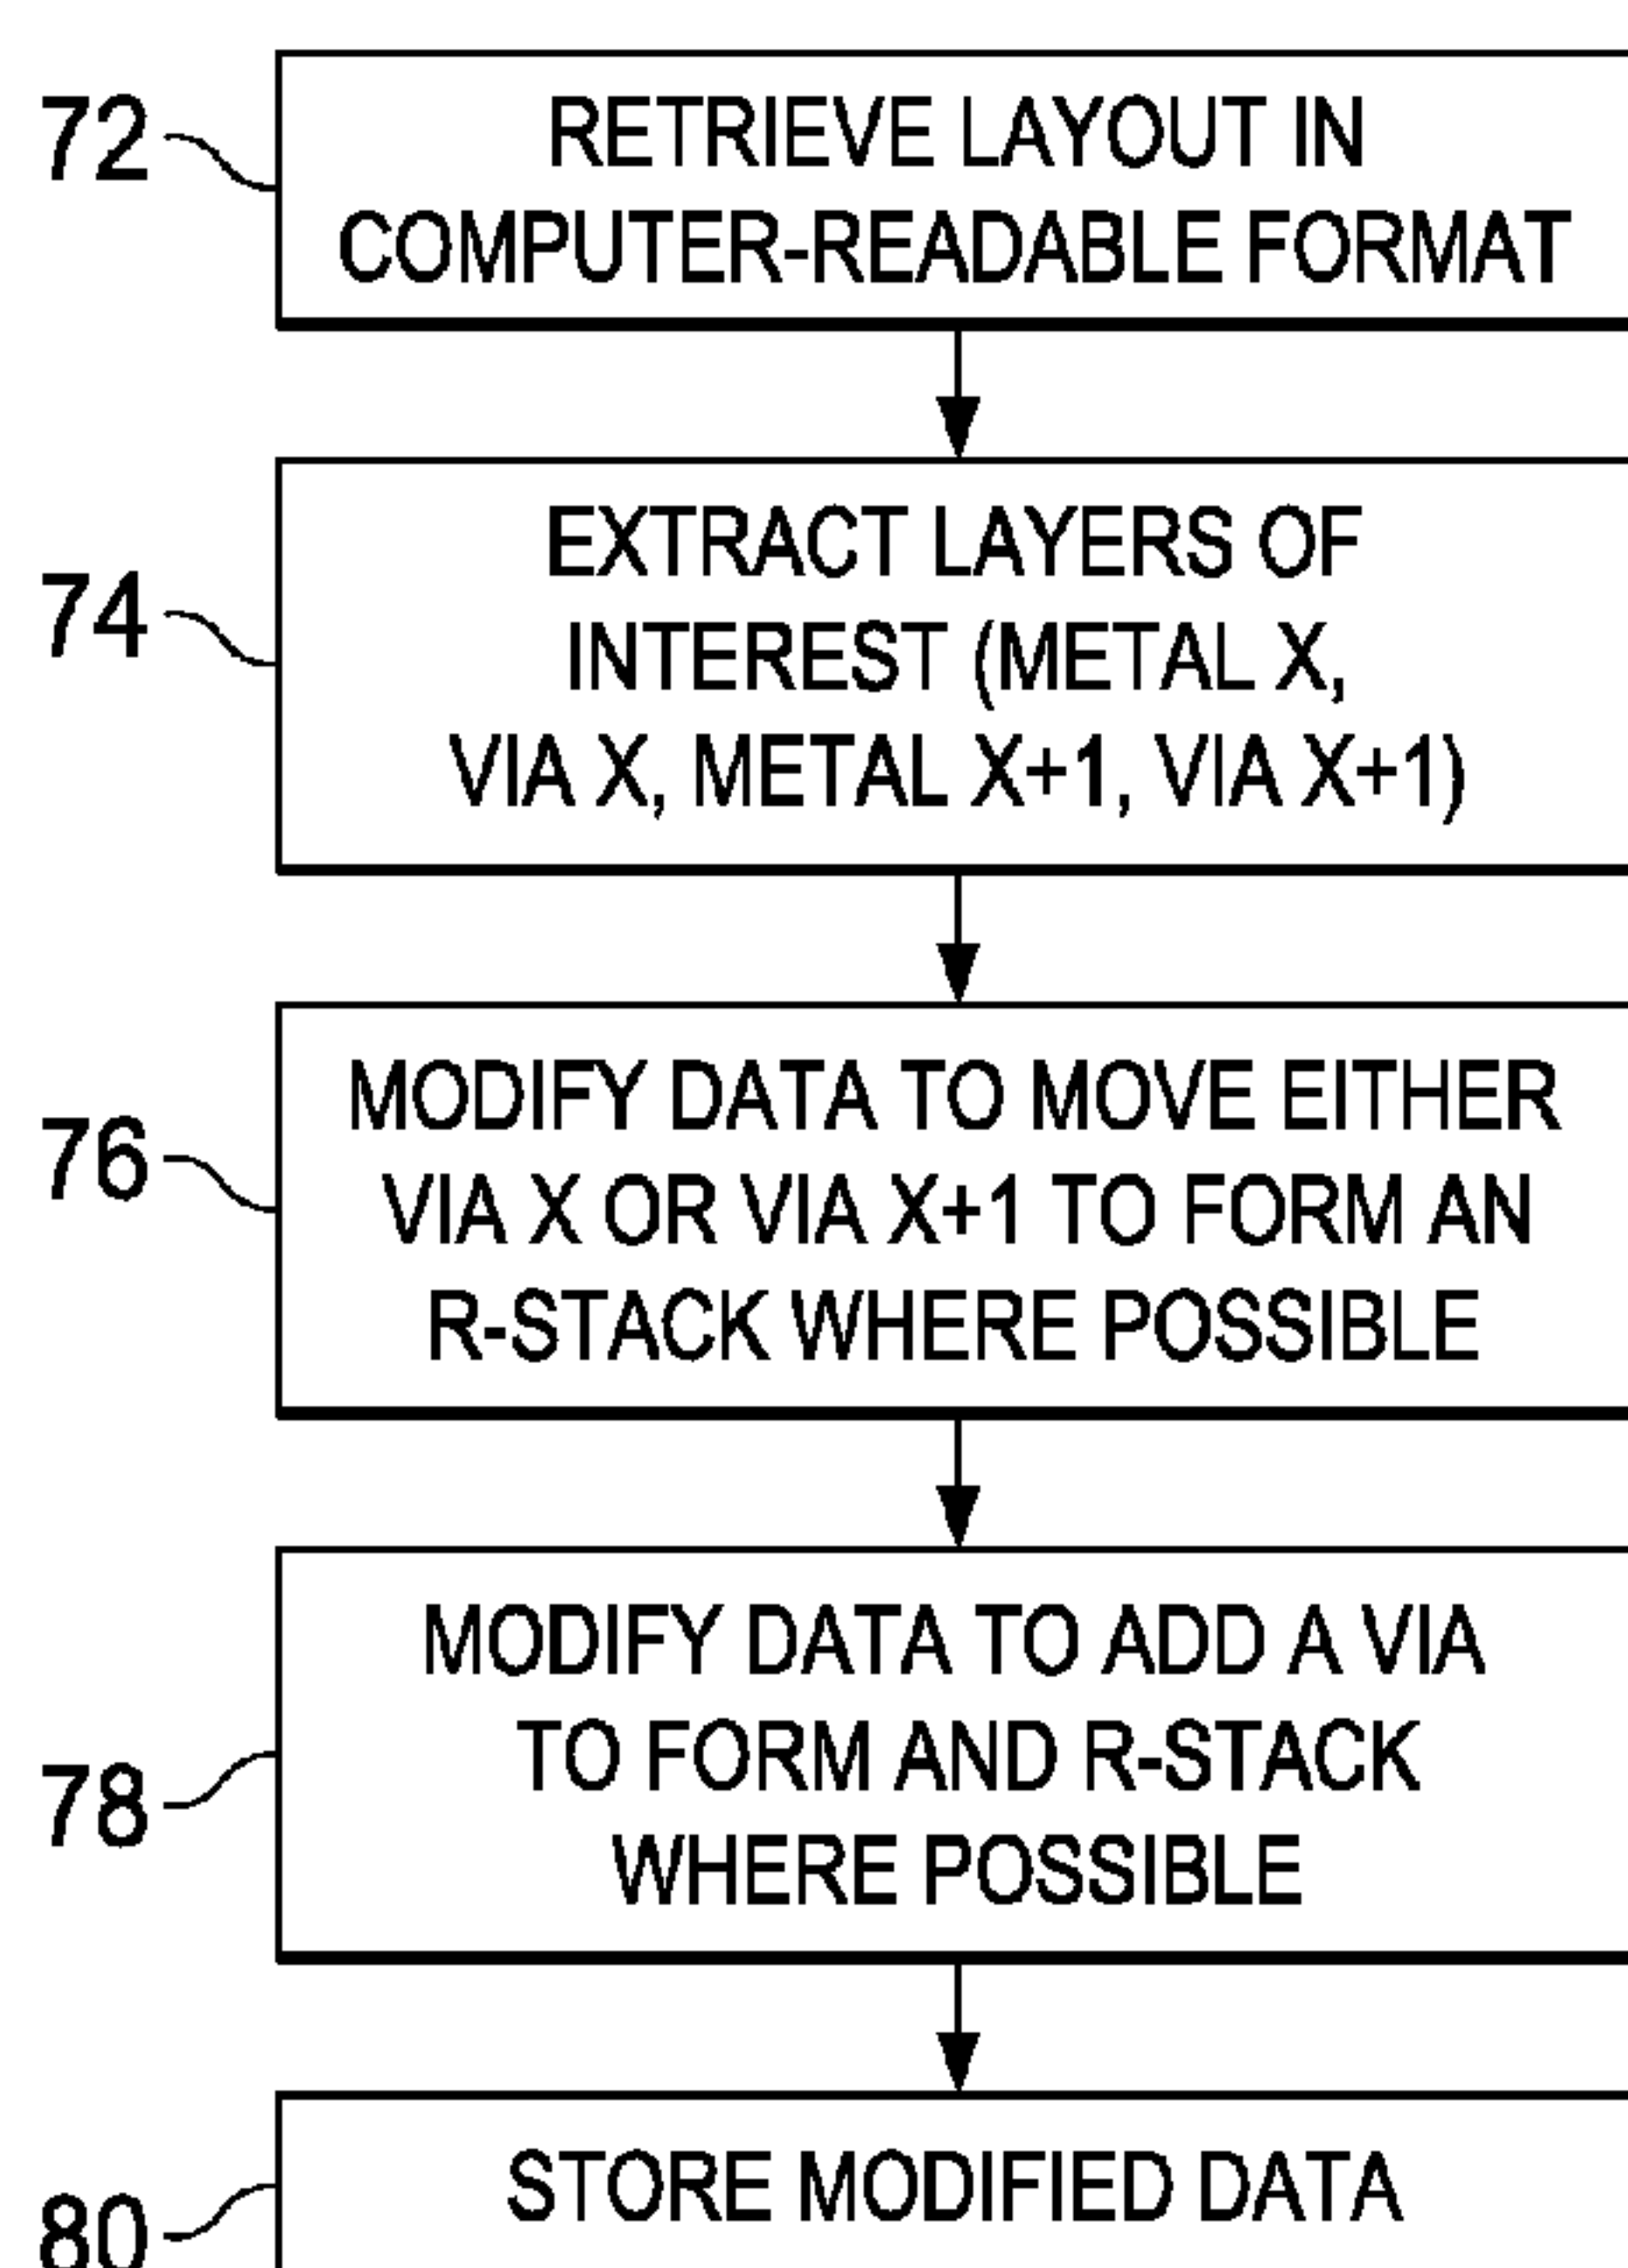 72
RETRIEVE LAYOUT IN
COMPUTER-READABLE FORMAT
74
EXTRACT LAYERS OF
INTEREST (METAL X,
VIA X, METAL X+1, VIA X+1)
76
MODIFY DATA TO MOVE EITHER
VIA X OR VIA X+1 TO FORM AN
R-STACK WHERE POSSIBLE
78
MODIFY DATA TO ADD A VIA
TO FORM AND R-STACK
WHERE POSSIBLE
80
STORE MODIFIED DATA